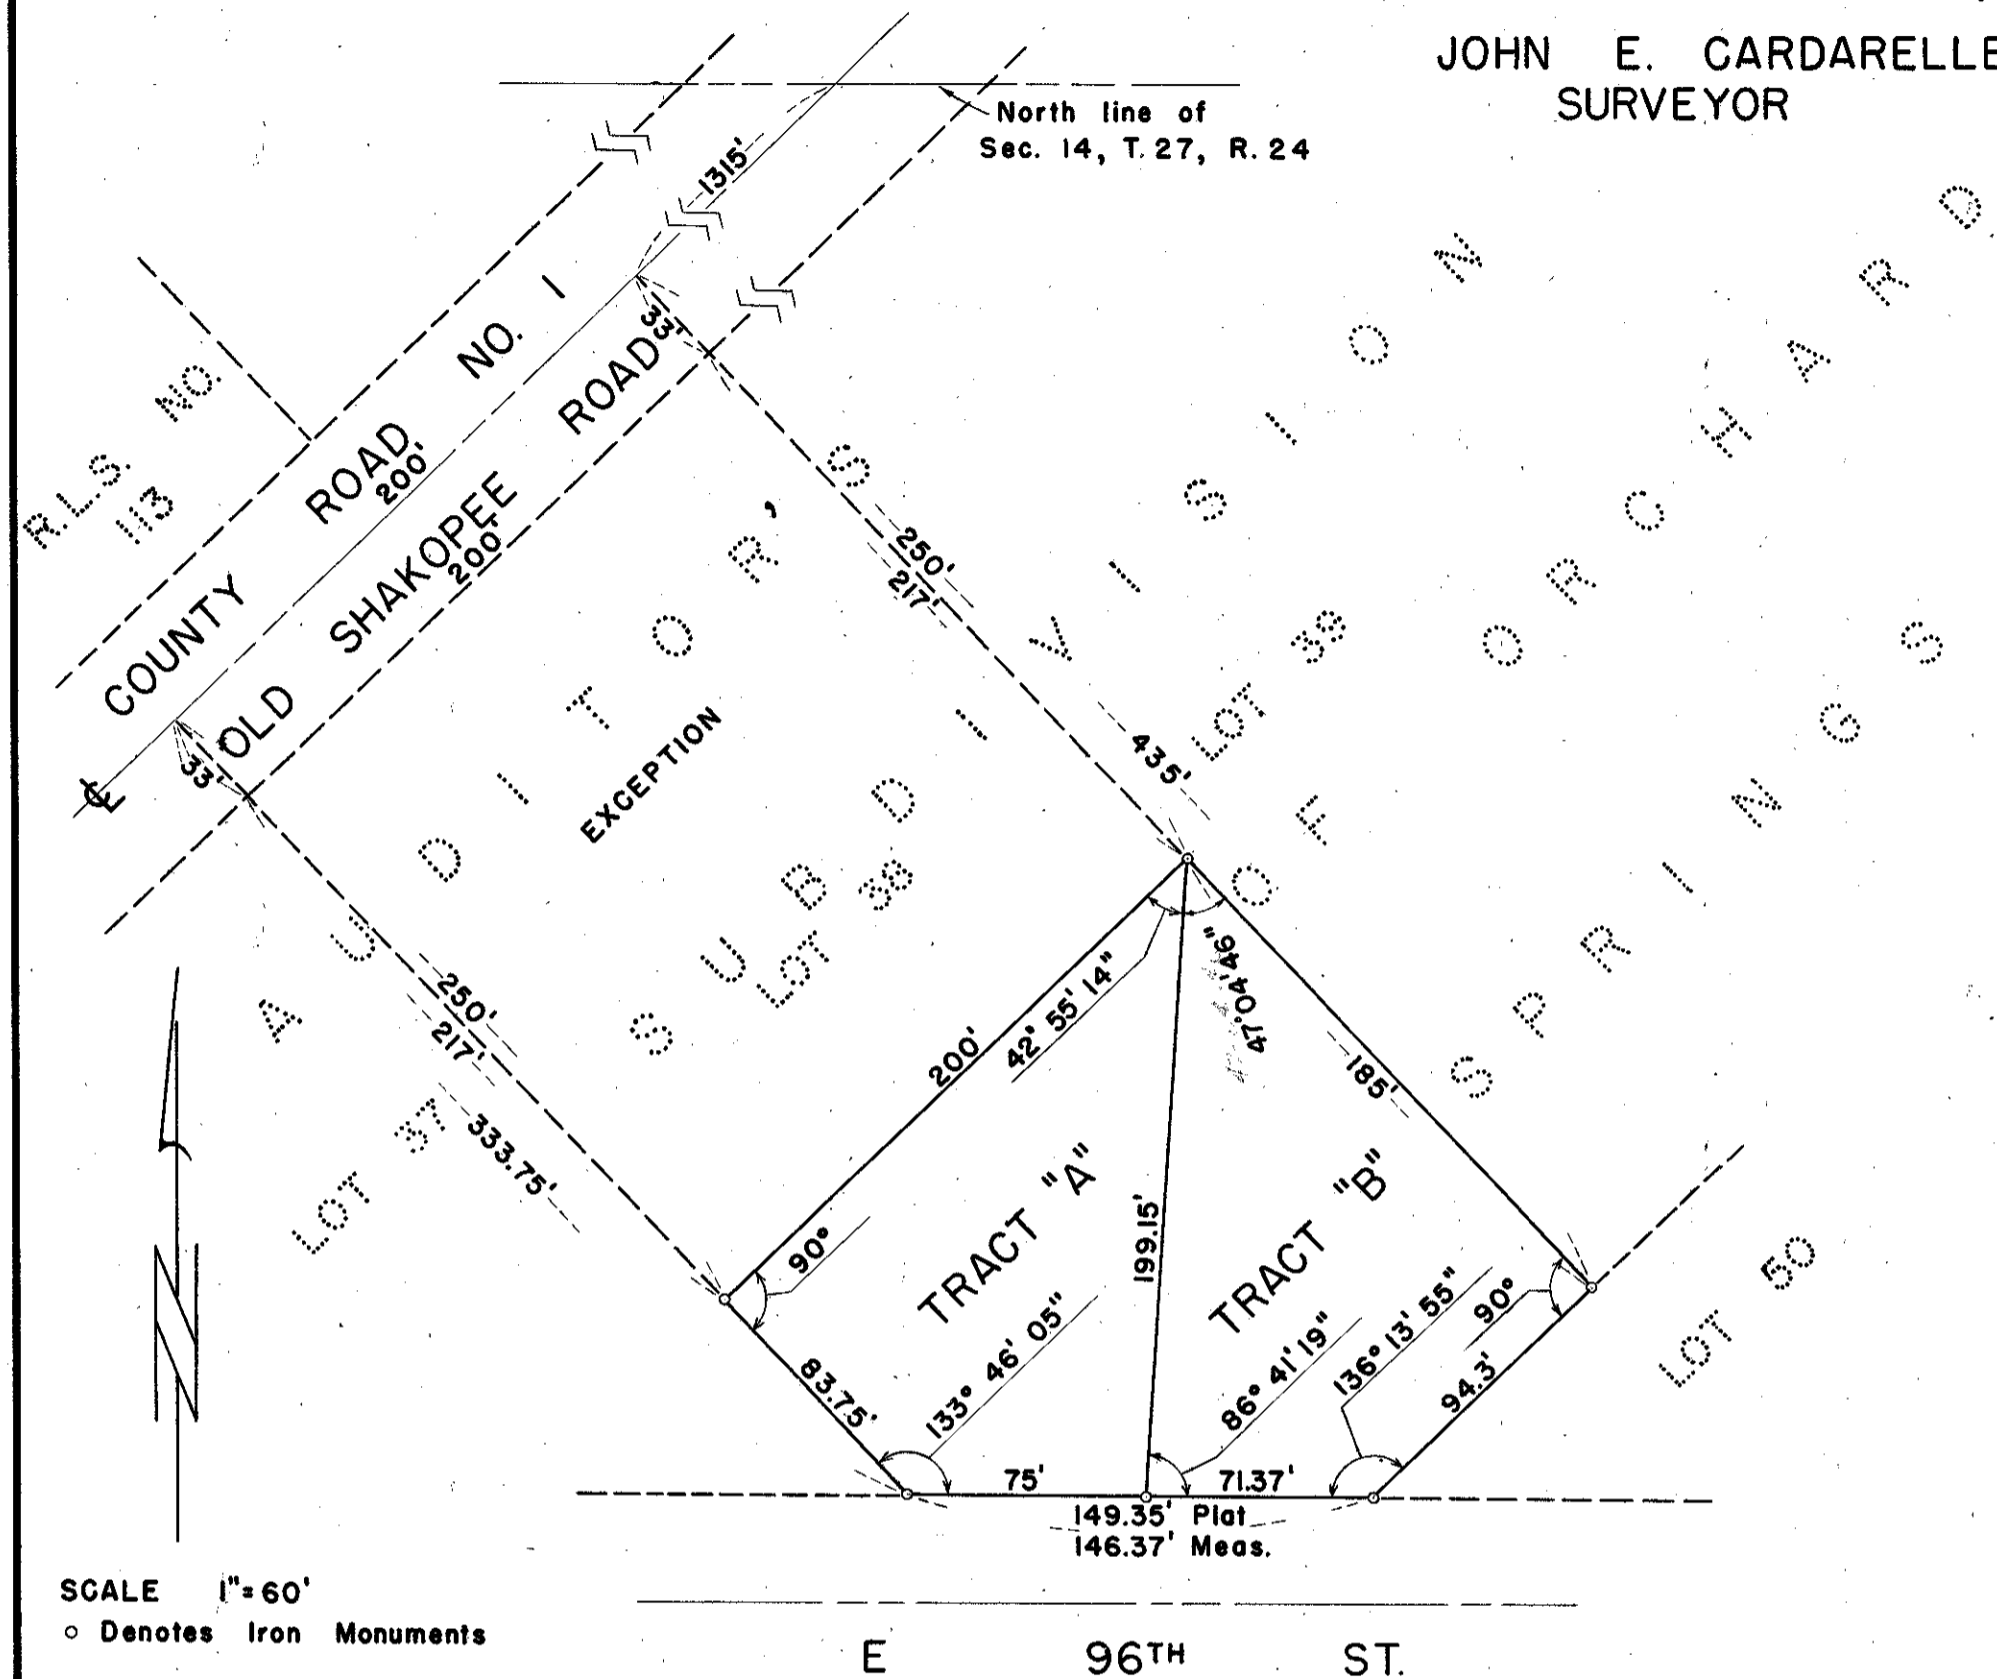 JOHN E. CARDARELLE
SURVEYOR
North line of
Sec. 14, T. 27, R. 24
1315'
33'
COUNTY ROAD NO. 1
200'
OLD SHAKOPEE ROAD
200'
33'
℄
R.L.S. NO.
113
AUDITOR'S
SUBDIVISION
OF ORCHARD
SPRINGS
EXCEPTION
LOT 38
LOT 39
LOT 37
LOT 50
250'
217'
435'
250'
217'
333.75'
200'
42° 55' 14"
47° 04' 46"
185'
90°
TRACT "A"
199.15'
TRACT "B"
83.75'
133° 46' 05"
86° 41' 19"
136° 13' 55"
90°
94.3'
75'
71.37'
149.35' Plat
146.37' Meas.
SCALE 1"=60'
o Denotes Iron Monuments
E 96TH ST.
N